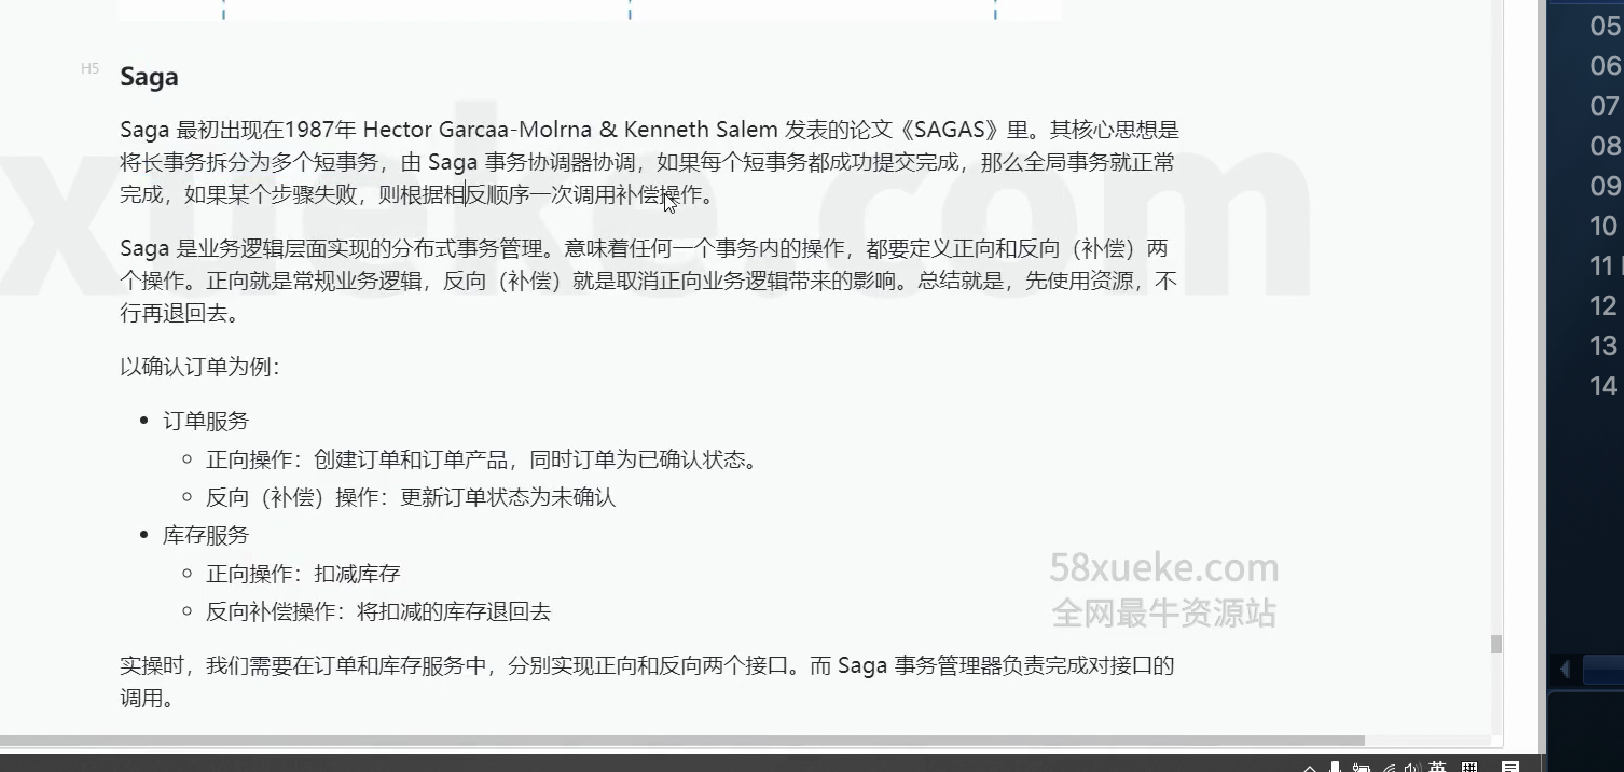 H5
Saga
Saga 最初出现在1987年 Hector Garcaa-Molrna & Kenneth Salem 发表的论文《SAGAS》里。其核心思想是
将长事务拆分为多个短事务，由 Saga 事务协调器协调，如果每个短事务都成功提交完成，那么全局事务就正常
完成，如果某个步骤失败，则根据相反顺序一次调用补偿操作。
Saga 是业务逻辑层面实现的分布式事务管理。意味着任何一个事务内的操作，都要定义正向和反向（补偿）两
个操作。正向就是常规业务逻辑，反向（补偿）就是取消正向业务逻辑带来的影响。总结就是，先使用资源，不
行再退回去。
以确认订单为例：
订单服务
正向操作：创建订单和订单产品，同时订单为已确认状态。
反向（补偿）操作：更新订单状态为未确认
库存服务
正向操作：扣减库存
反向补偿操作：将扣减的库存退回去
实操时，我们需要在订单和库存服务中，分别实现正向和反向两个接口。而 Saga 事务管理器负责完成对接口的
调用。
xueke.com
58xueke.com
全网最牛资源站
05
06
07
08
09
10
11
12
13
14
英
拼